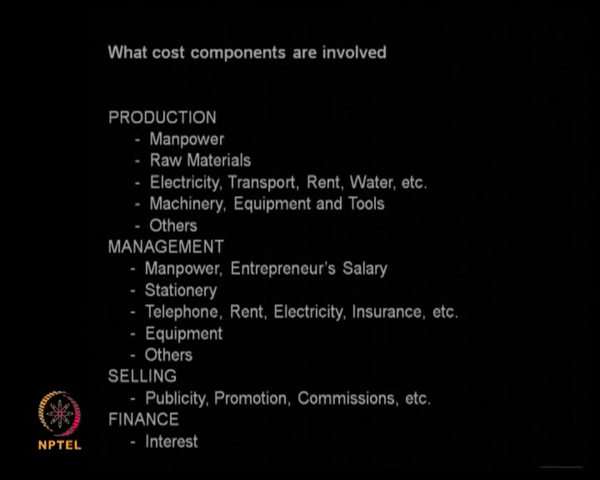 What cost components are involved
PRODUCTION
- Manpower
- Raw Materials
- Electricity, Transport, Rent, Water, etc.
- Machinery, Equipment and Tools
- Others
MANAGEMENT
- Manpower, Entrepreneur's Salary
- Stationery
- Telephone, Rent, Electricity, Insurance, etc.
- Equipment
- Others
SELLING
- Publicity, Promotion, Commissions, etc.
FINANCE
- Interest
NPTEL